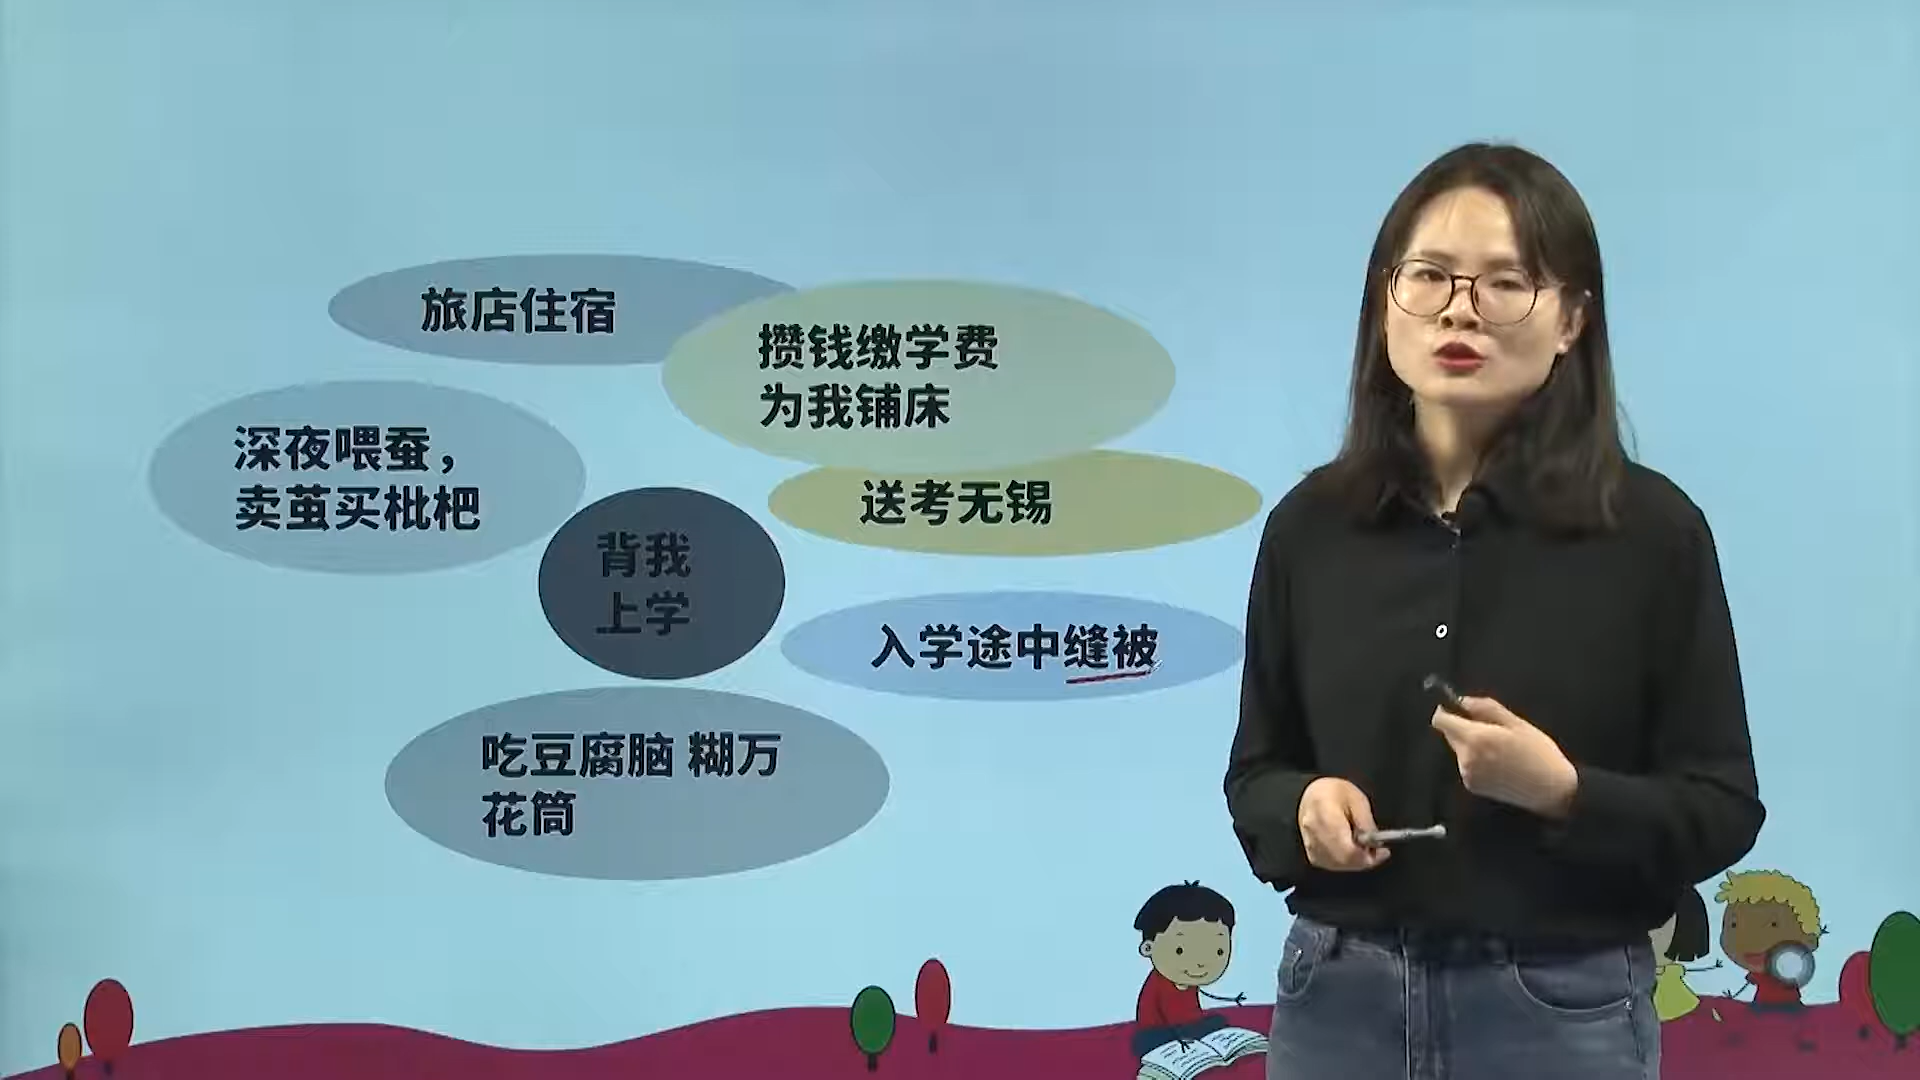 旅店住宿
攒钱缴学费
为我铺床
深夜喂蚕，
卖茧买枇杷
送考无锡
背我
上学
入学途中缝被
吃豆腐脑 糊万
花筒